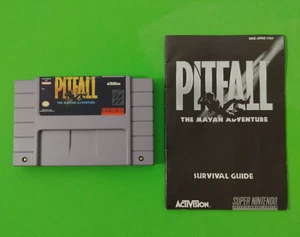 PITFALL
THE MAYAN ADVENTURE
PITFALL
THE MAYAN ADVENTURE
SURVIVAL GUIDE
ACTIVISION.
SUPER NINTENDO